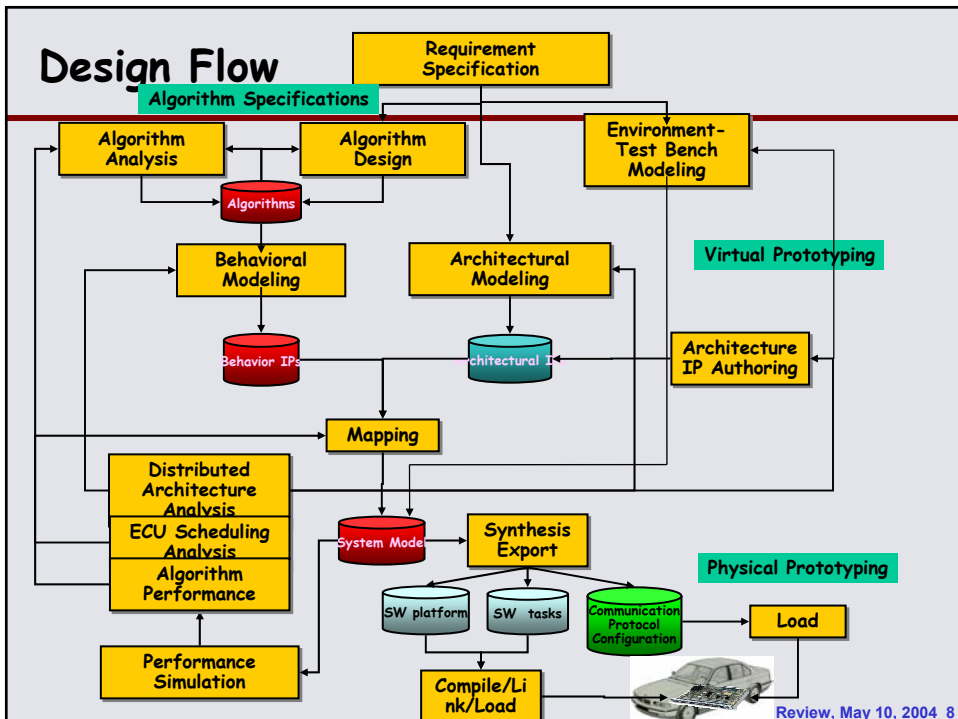 Design Flow
Requirement
Specification
Algorithm Specifications
Algorithm
Analysis
Algorithm
Design
Environment-
Test Bench
Modeling
Algorithms
Behavioral
Modeling
Architectural
Modeling
Virtual Prototyping
Behavior IPs
rchitectural I
Architecture
IP Authoring
Mapping
Distributed
Architecture
Analysis
ECU Scheduling
Analysis
Algorithm
Performance
System Model
Synthesis
Export
Physical Prototyping
SW platform
SW tasks
Communication
Protocol
Configuration
Load
Performance
Simulation
Compile/Li
nk/Load
Review, May 10, 2004 8